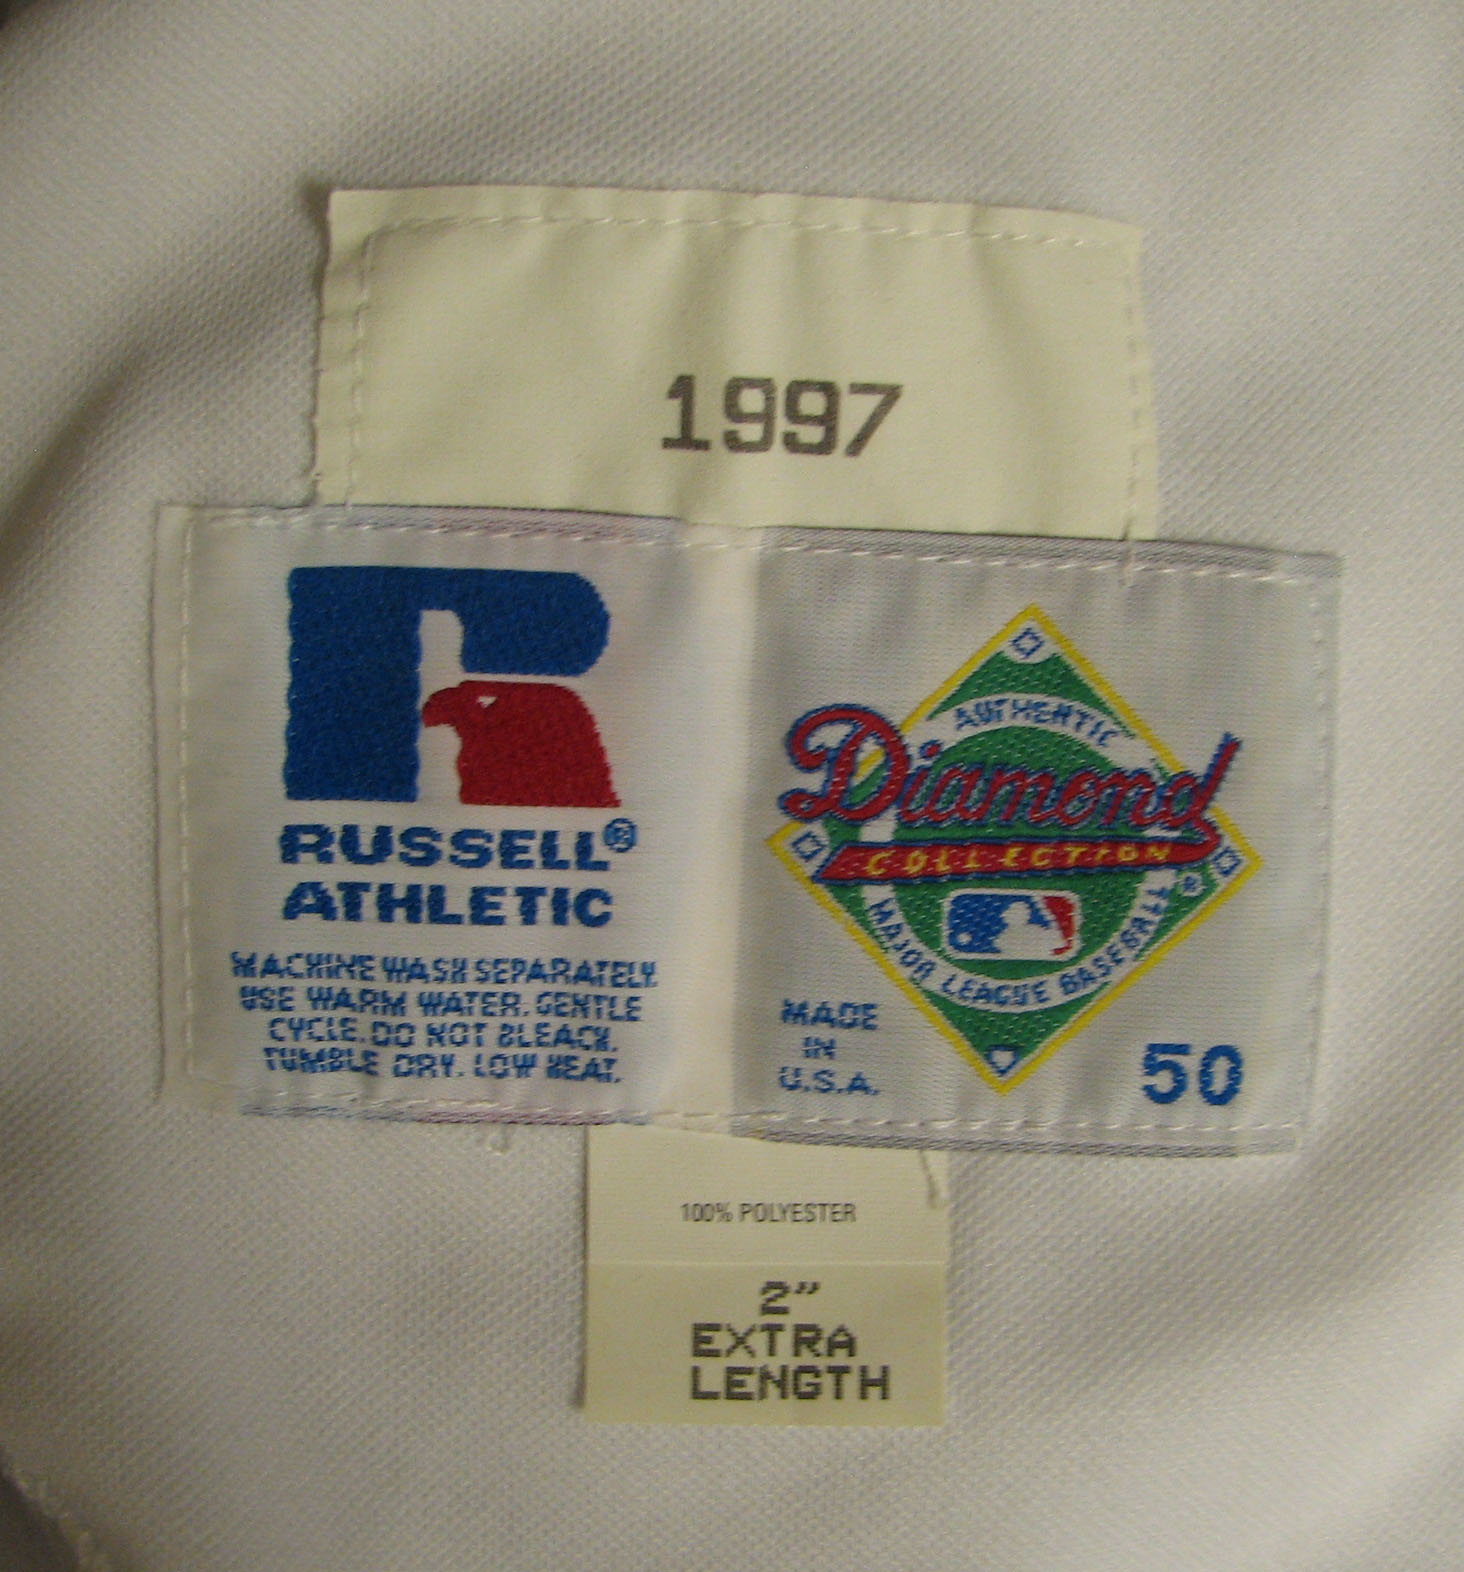 1997
RUSSELL®
ATHLETIC
MACHINE WASH SEPARATELY.
USE WARM WATER. GENTLE
CYCLE. DO NOT BLEACH.
TUMBLE DRY. LOW HEAT.
AUTHENTIC
Diamond
COLLECTION
®
MAJOR LEAGUE BASEBALL
MADE
IN
U.S.A.
50
100% POLYESTER
2"
EXTRA
LENGTH